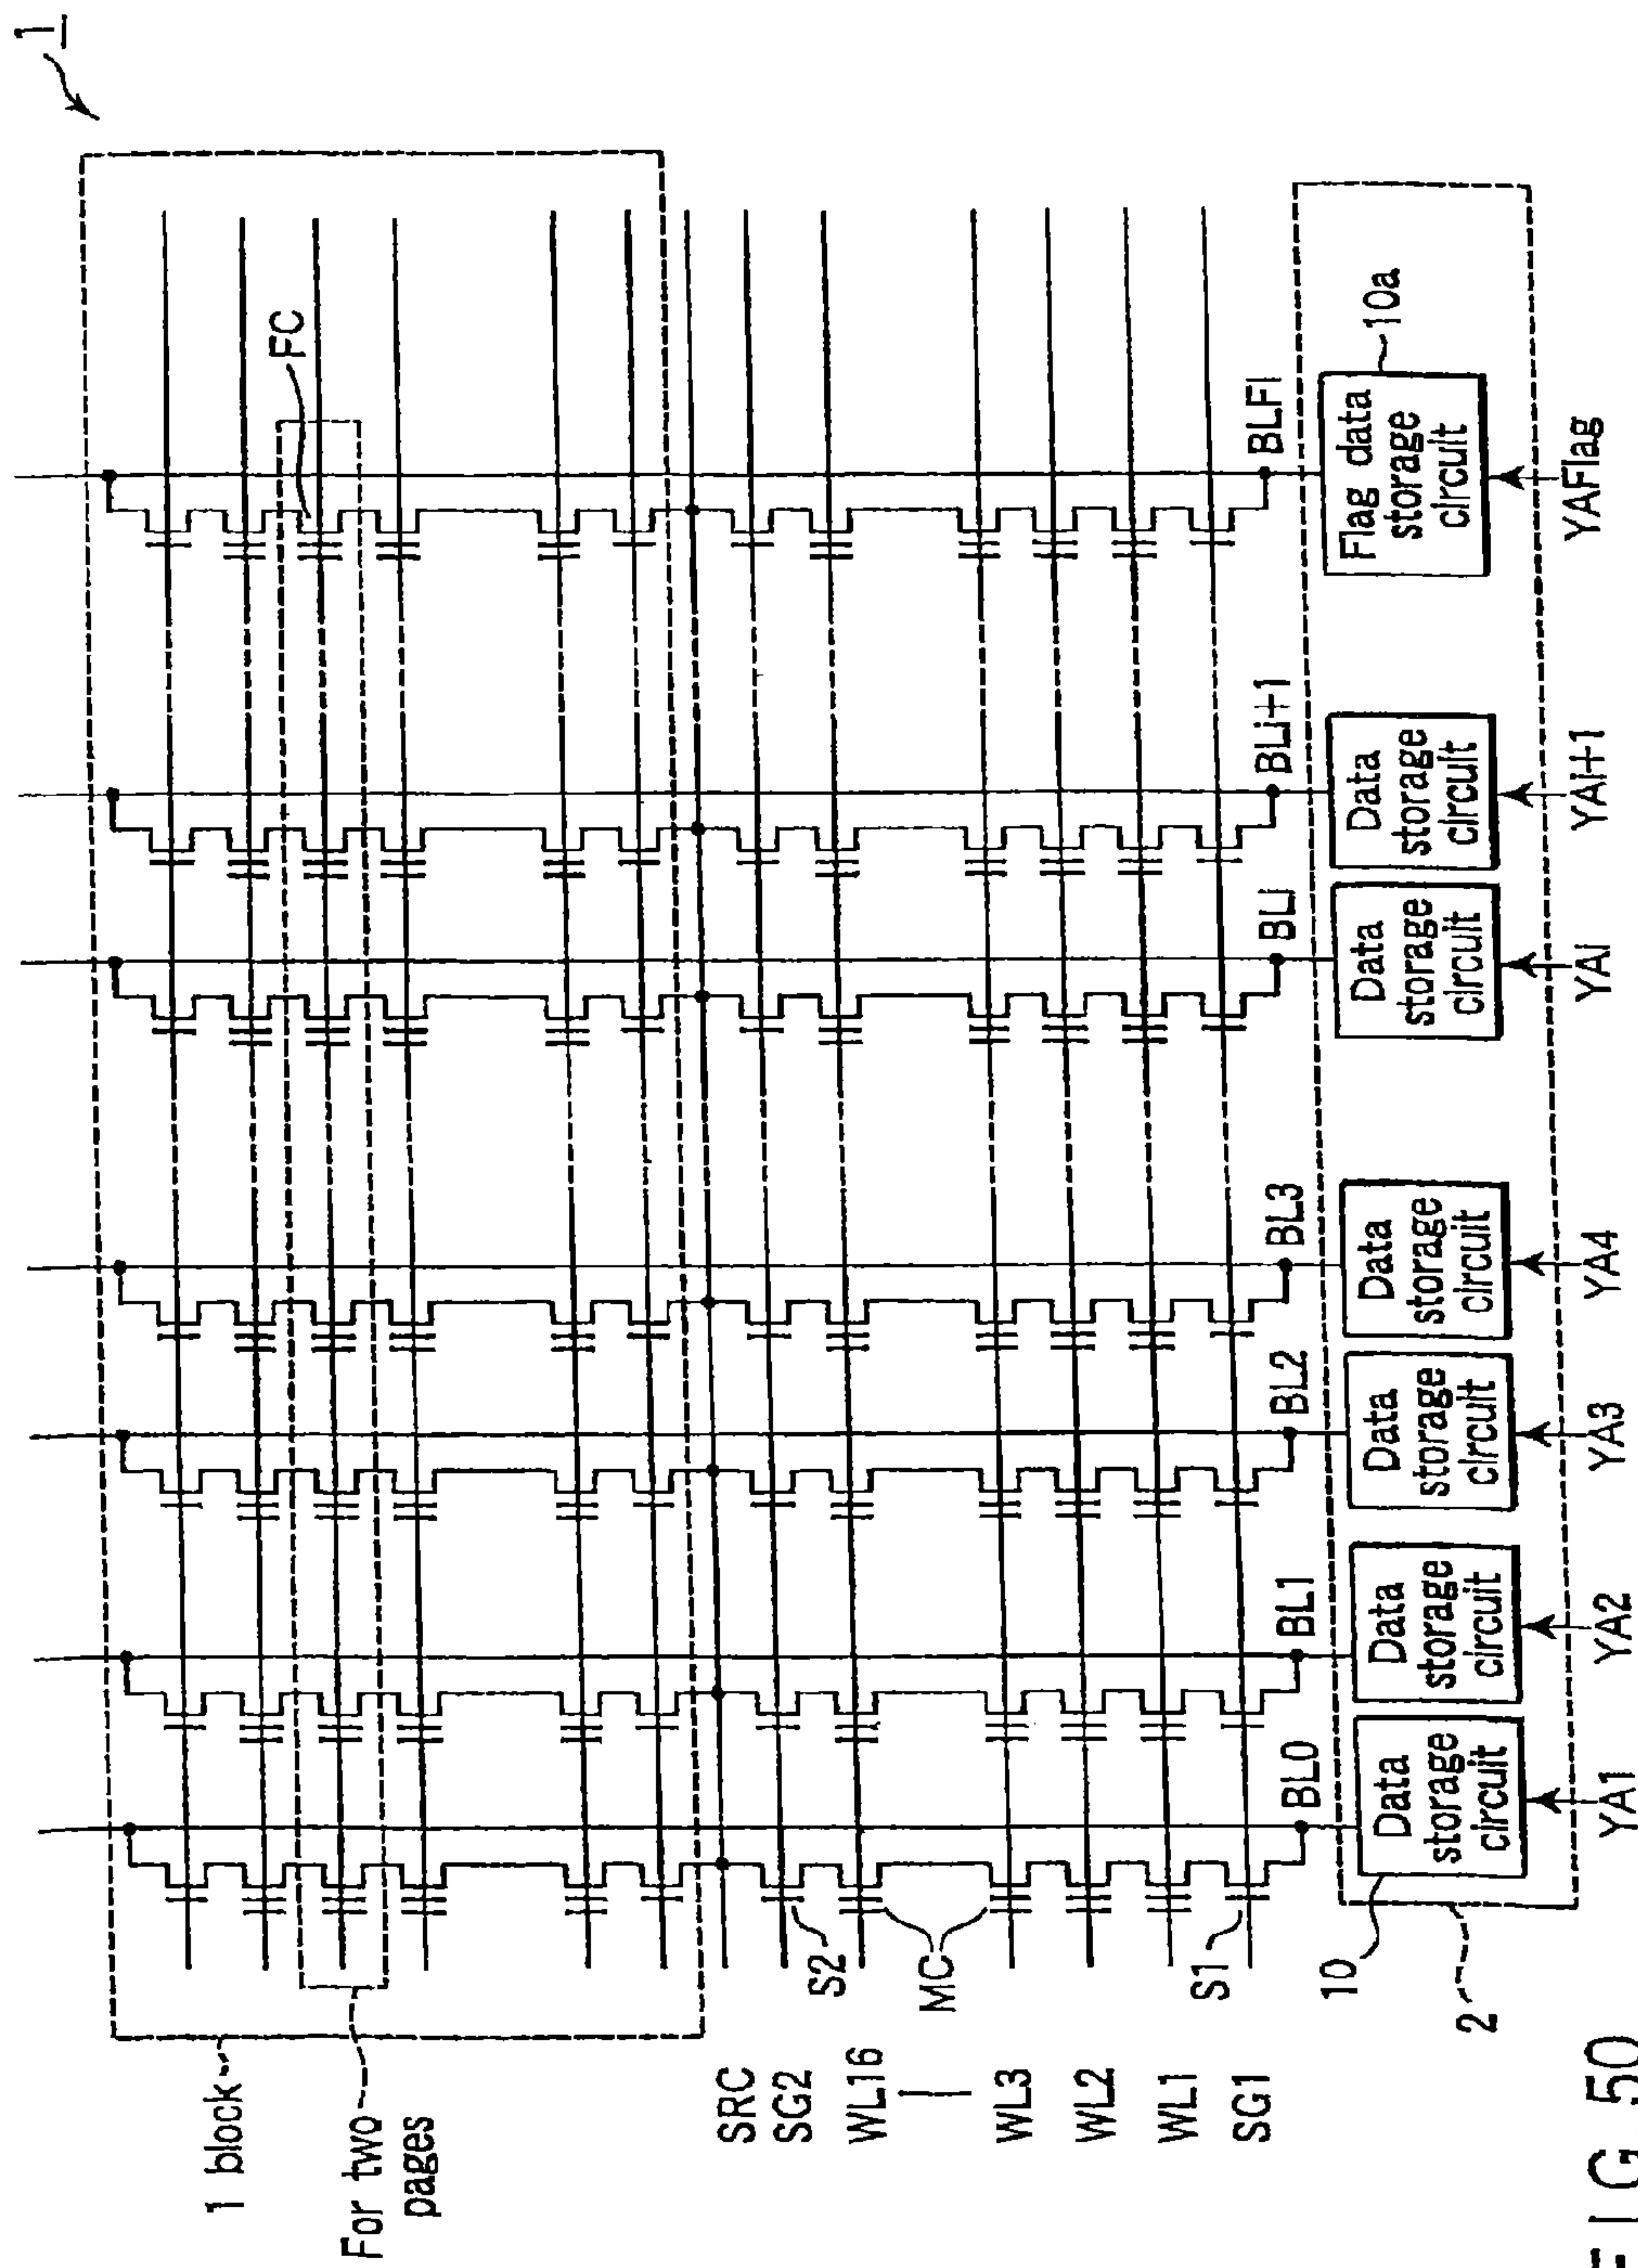 1
1 block
For two
pages
FC
SRC
SG2
WL16
WL3
WL2
WL1
SG1
S2
MC
S1
10
2
BL0
BL1
BL2
BL3
BLi
BLi+1
BLFl
Data
storage
circuit
Data
storage
circuit
Data
storage
circuit
Data
storage
circuit
Data
storage
circuit
Data
storage
circuit
Flag data
storage
circuit
10a
YA1
YA2
YA3
YA4
YAi
YAi+1
YAFlag
FIG.50